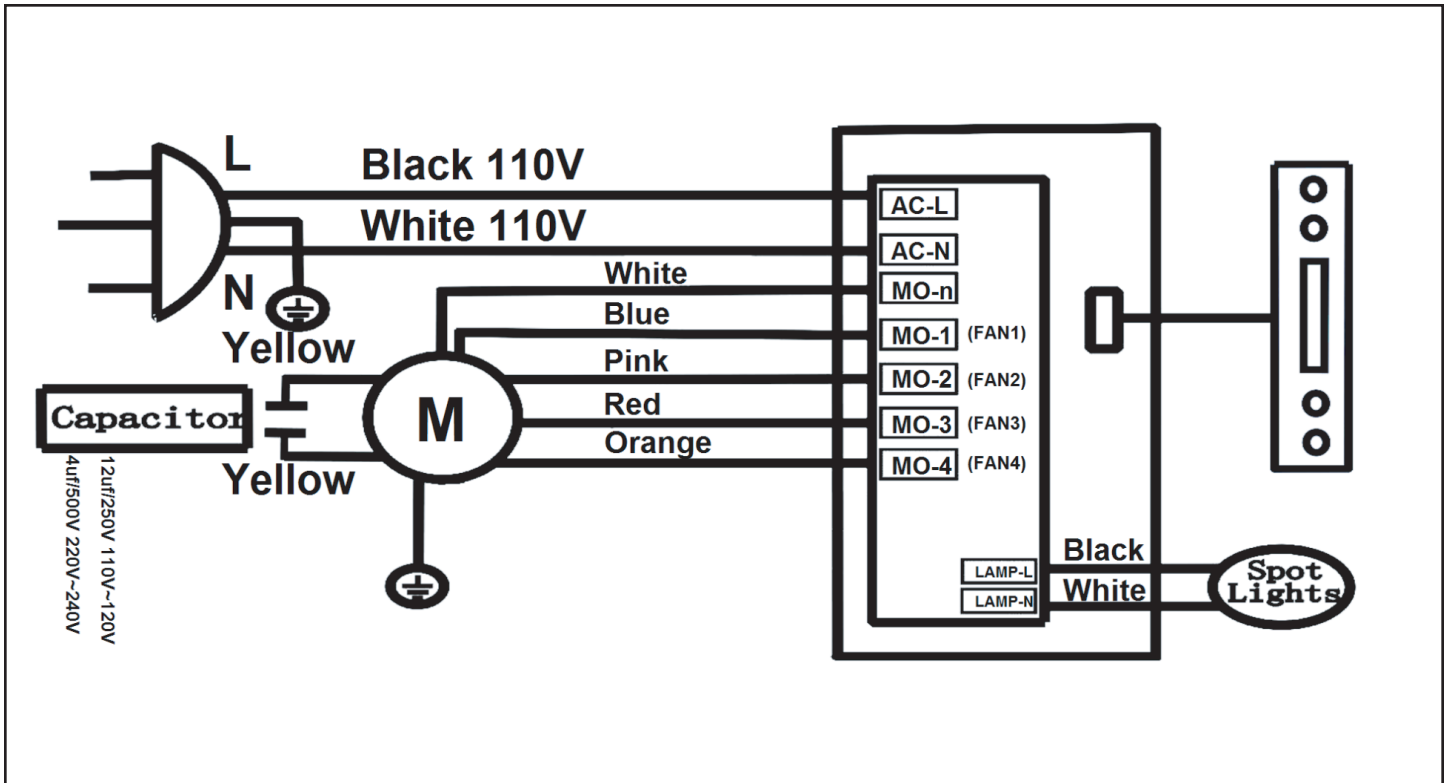 L
Black 110V
White 110V
N
Yellow
White
Blue
Pink
Red
Orange
Capacitor
12uf/250V 110V~120V
4uf/500V 220V~240V
Yellow
M
AC-L
AC-N
MO-n
MO-1 (FAN1)
MO-2 (FAN2)
MO-3 (FAN3)
MO-4 (FAN4)
LAMP-L
LAMP-N
Black
White
Spot
Lights